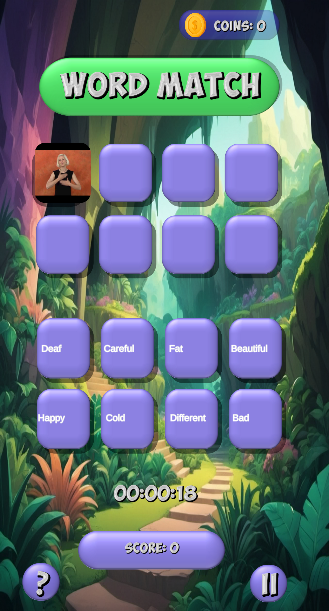 COINS: 0
WORD MATCH
Deaf Careful Fat Beautiful
Happy Cold Different Bad
00:00:18
SCORE: 0
?